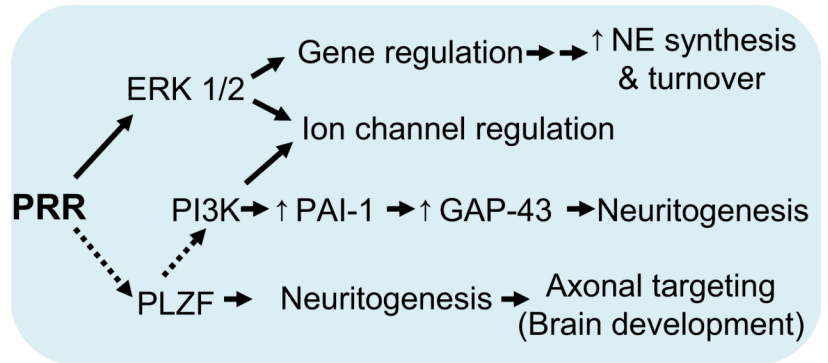 Gene regulation
↑ NE synthesis
& turnover
ERK 1/2
Ion channel regulation
PRR
PI3K
↑ PAI-1
↑ GAP-43
Neuritogenesis
PLZF
Neuritogenesis
Axonal targeting
(Brain development)